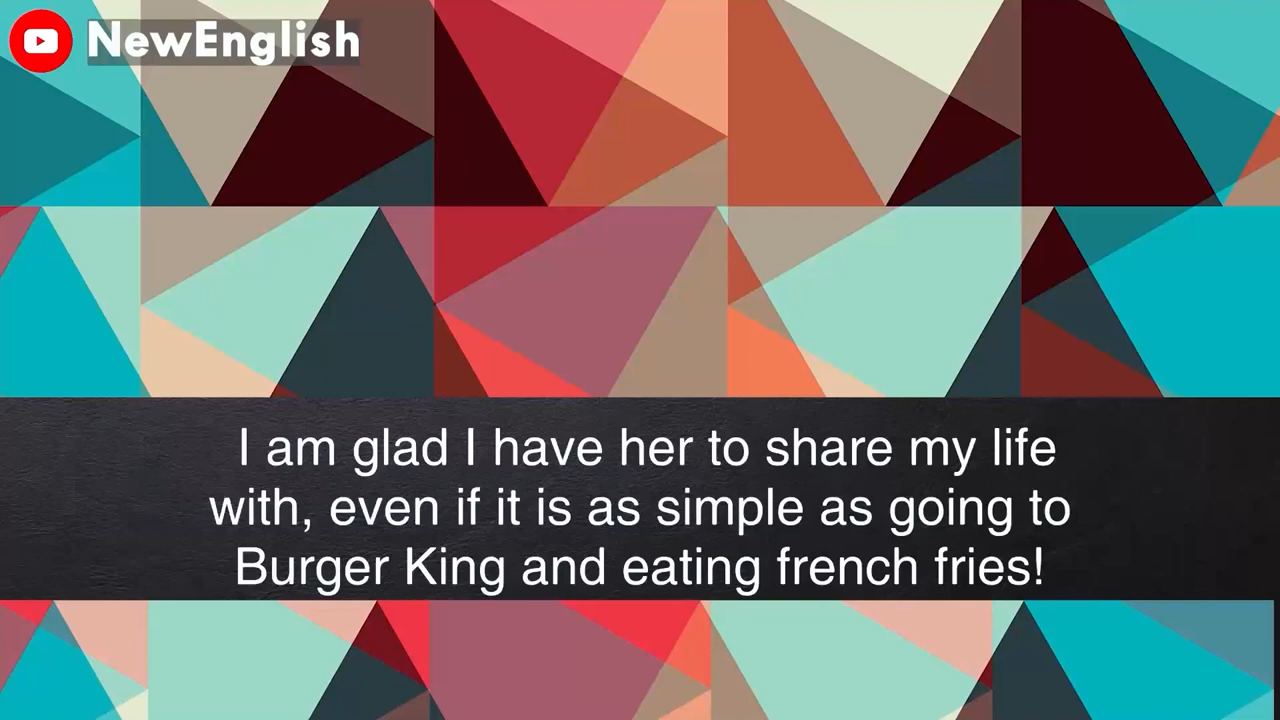 NewEnglish
I am glad I have her to share my life
with, even if it is as simple as going to
Burger King and eating french fries!